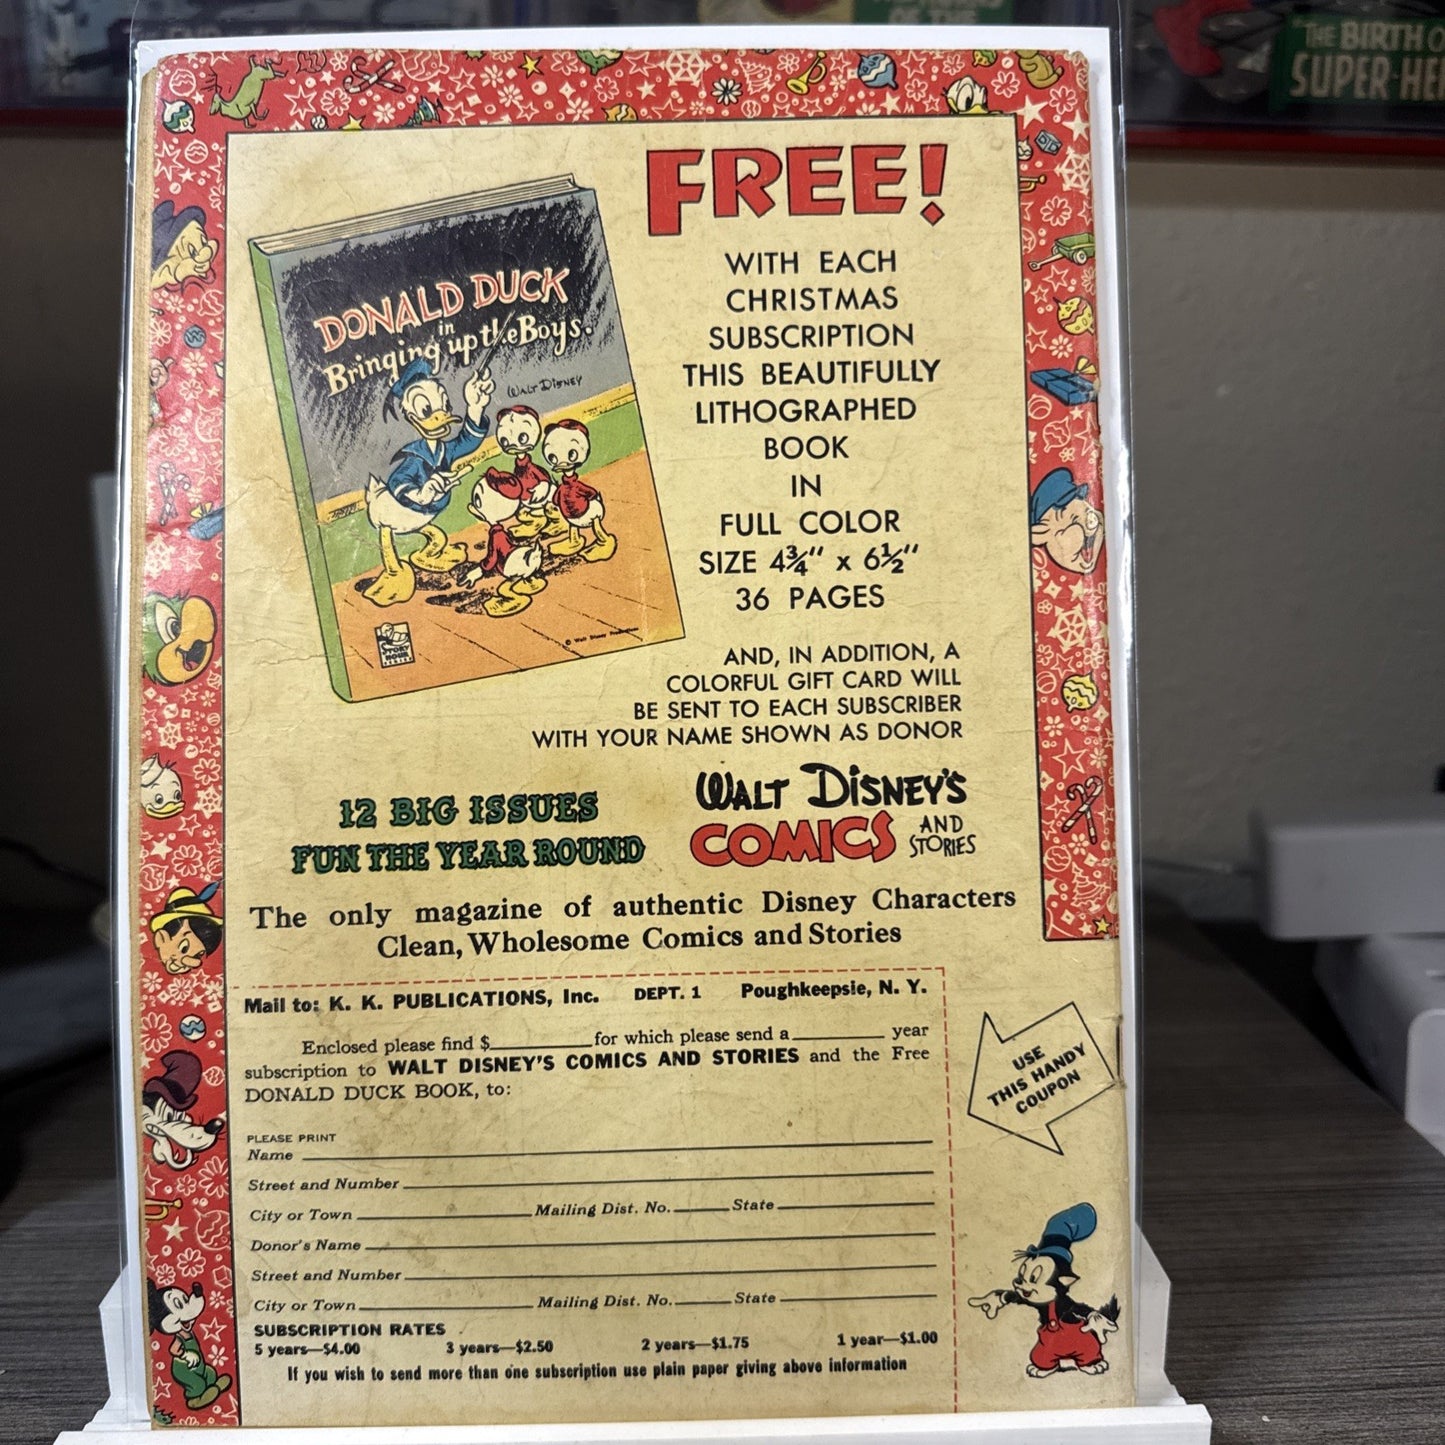 "THE BIRTH O
SUPER-HE
FREE!
WITH EACH
CHRISTMAS
SUBSCRIPTION
THIS BEAUTIFULLY
LITHOGRAPHED
BOOK
IN
FULL COLOR
SIZE 4¾" x 6½"
36 PAGES
DONALD DUCK
in
Bringing up the Boys.
WALT DISNEY
STORY
HOUR
SERIES
© Walt Disney Productions
AND, IN ADDITION, A
COLORFUL GIFT CARD WILL
BE SENT TO EACH SUBSCRIBER
WITH YOUR NAME SHOWN AS DONOR
12 BIG ISSUES
FUN THE YEAR ROUND
WALT DISNEY'S
COMICS AND
STORIES
The only magazine of authentic Disney Characters
Clean, Wholesome Comics and Stories
Mail to: K. K. PUBLICATIONS, Inc. DEPT. 1 Poughkeepsie, N. Y.
Enclosed please find $________for which please send a________ year
subscription to WALT DISNEY'S COMICS AND STORIES and the Free
DONALD DUCK BOOK, to:
USE
THIS HANDY
COUPON
PLEASE PRINT
Name
Street and Number
City or Town Mailing Dist. No. State
Donor's Name
Street and Number
City or Town Mailing Dist. No. State
SUBSCRIPTION RATES
5 years—$4.00 3 years—$2.50 2 years—$1.75 1 year—$1.00
If you wish to send more than one subscription use plain paper giving above information